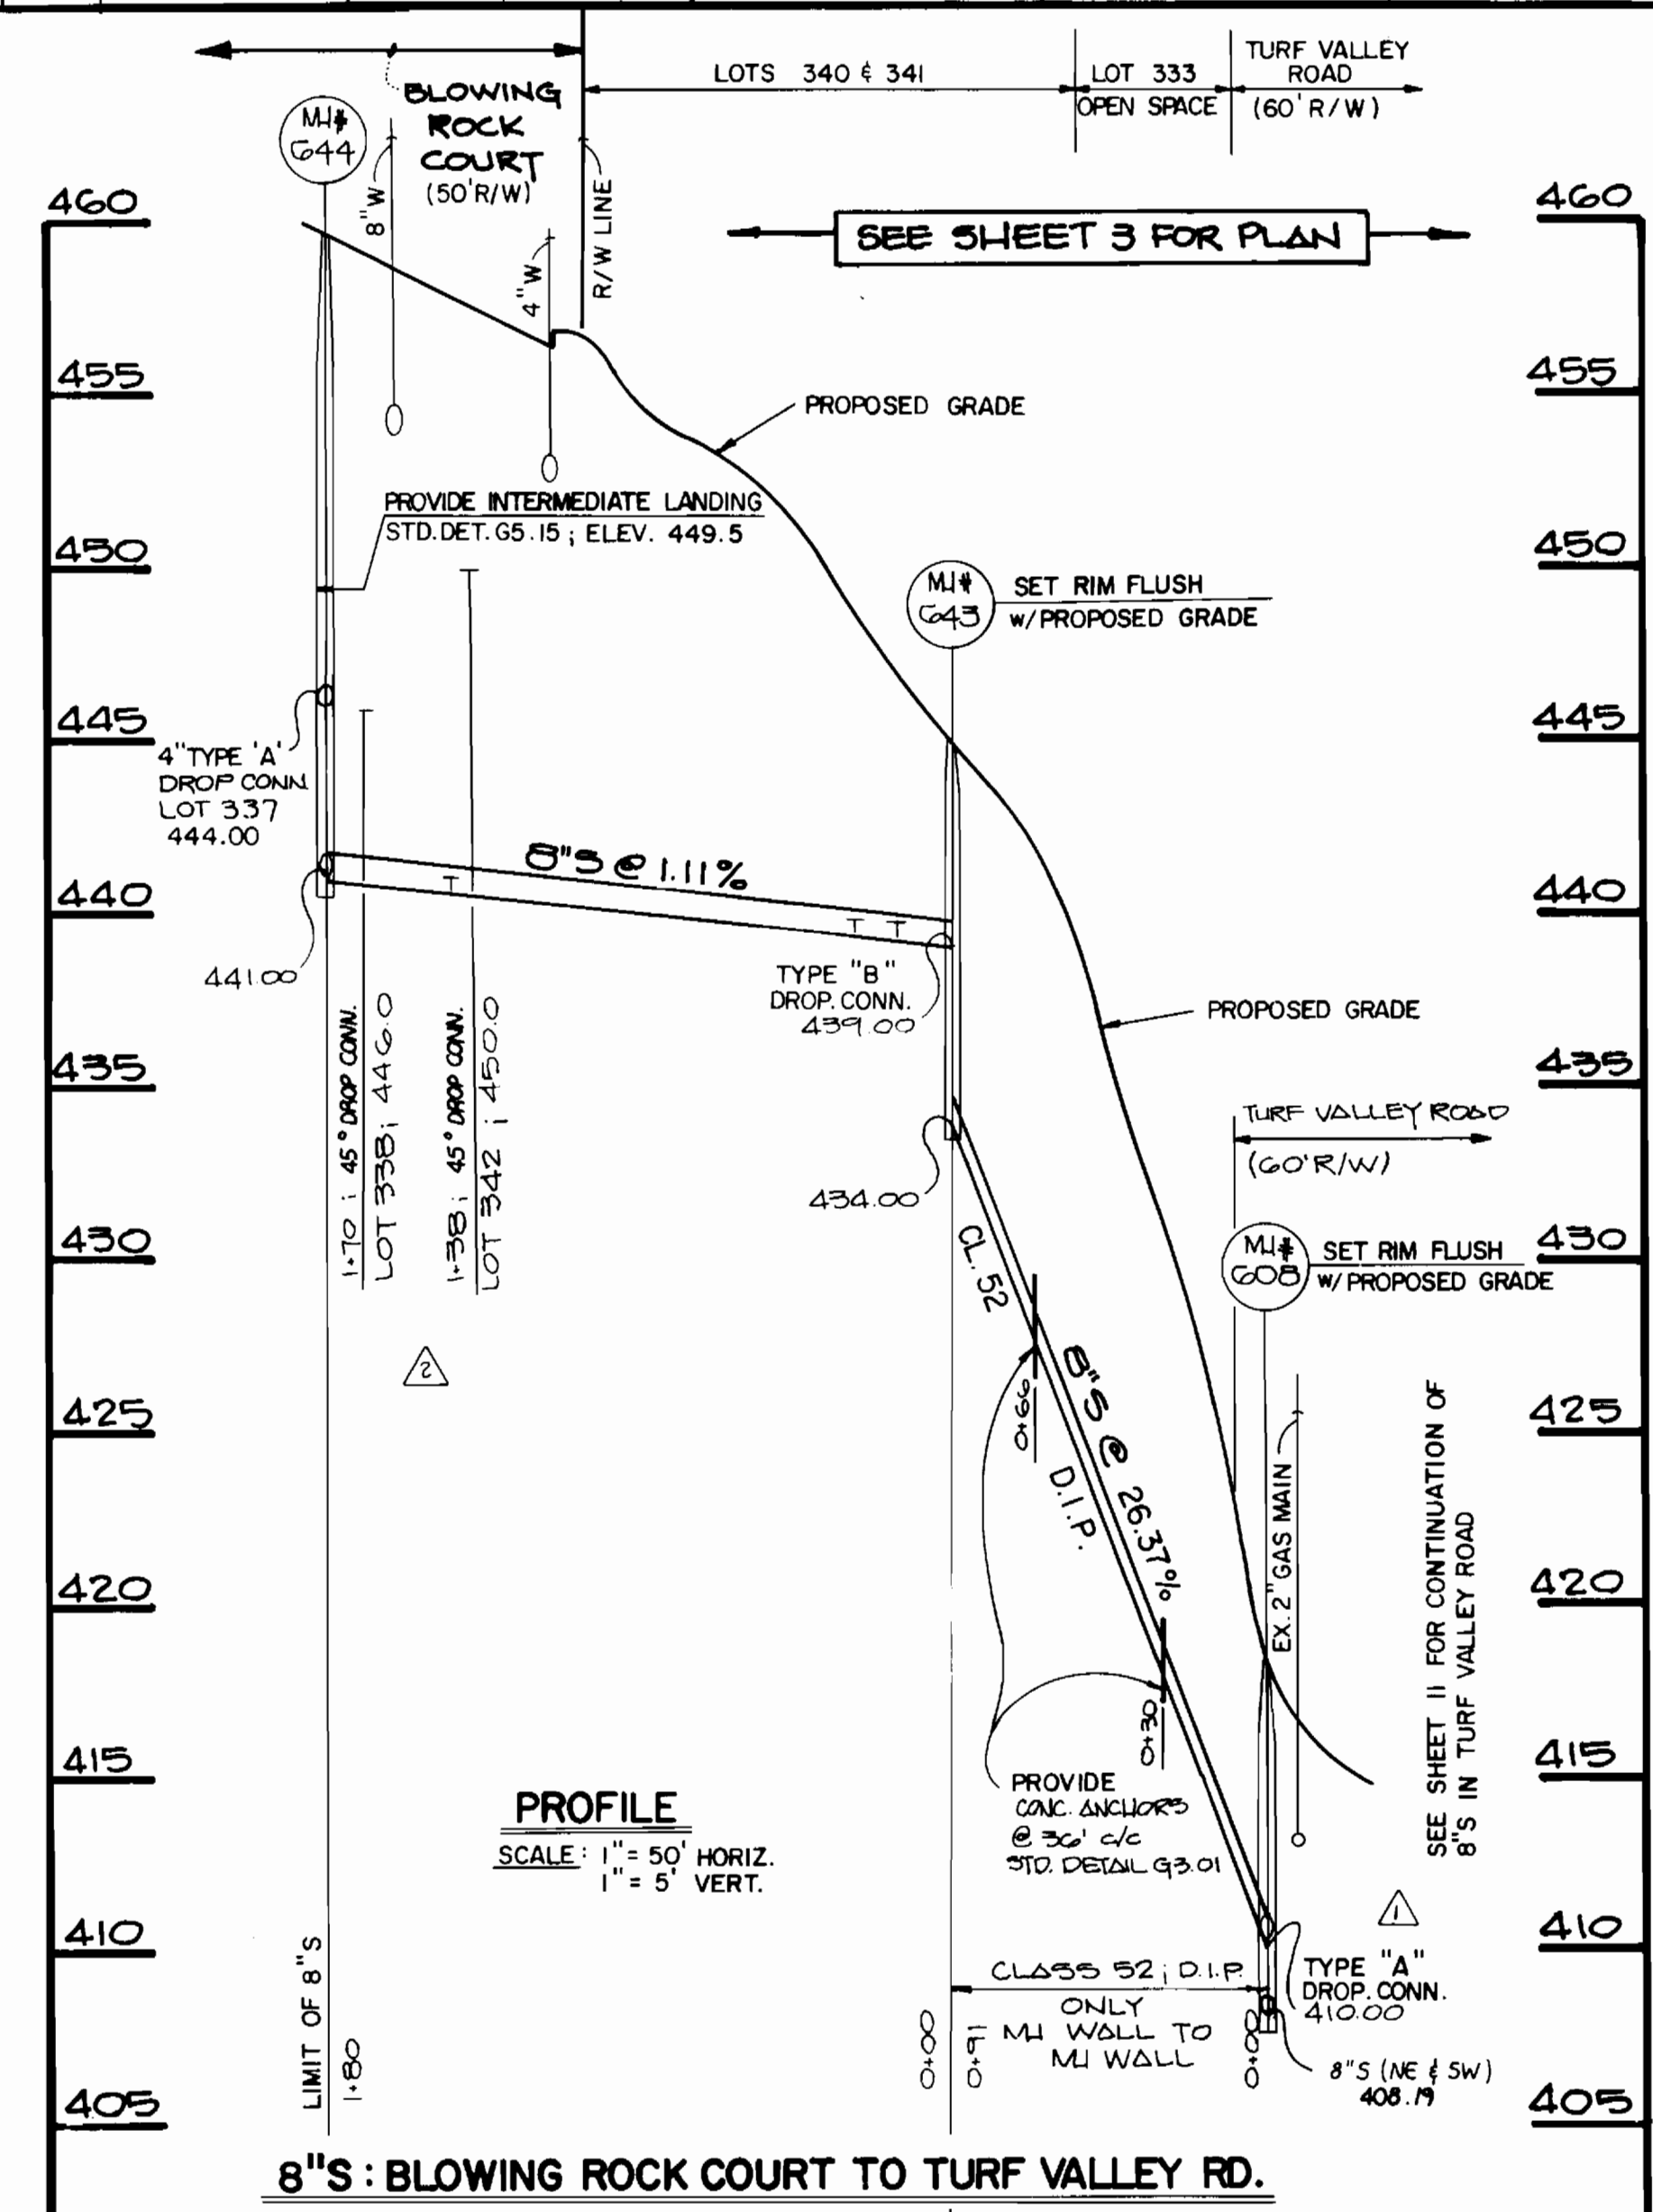 BLOWING
ROCK
COURT
(50'R/W)
LOTS 340 & 341
LOT 333
OPEN SPACE
TURF VALLEY
ROAD
(60' R/W)
MH#
644
8"W
4"W
R/W LINE
SEE SHEET 3 FOR PLAN
460
455
450
445
440
435
430
425
420
415
410
405
460
455
450
445
440
435
430
425
420
415
410
405
PROPOSED GRADE
PROVIDE INTERMEDIATE LANDING
STD. DET. G5.15 ; ELEV. 449.5
MH#
643
SET RIM FLUSH
W/PROPOSED GRADE
4"TYPE 'A'
DROP CONN.
LOT 337
444.00
8"S @ 1.11%
441.00
TYPE "B"
DROP. CONN.
439.00
1+70 ; 45° DROP CONN.
LOT 338; 446.0
1+38 ; 45° DROP CONN.
LOT 342 ; 450.0
2
PROPOSED GRADE
TURF VALLEY ROAD
(60'R/W)
434.00
MH#
608
SET RIM FLUSH
W/PROPOSED GRADE
CL. 52
D.I.P.
8"S @ 26.37%
0+66
0+30
EX. 2" GAS MAIN
SEE SHEET 11 FOR CONTINUATION OF
8"S IN TURF VALLEY ROAD
PROVIDE
CONC. ANCHORS
@ 36' c/c
STD. DETAIL G3.01
PROFILE
SCALE : 1" = 50' HORIZ.
1" = 5' VERT.
1
TYPE "A"
DROP. CONN.
410.00
CLASS 52 ; D.I.P.
ONLY
MH WALL TO
MH WALL
LIMIT OF 8"S
1+80
0+00
0+91
0+00
8"S (NE & SW)
408.19
8"S : BLOWING ROCK COURT TO TURF VALLEY RD.